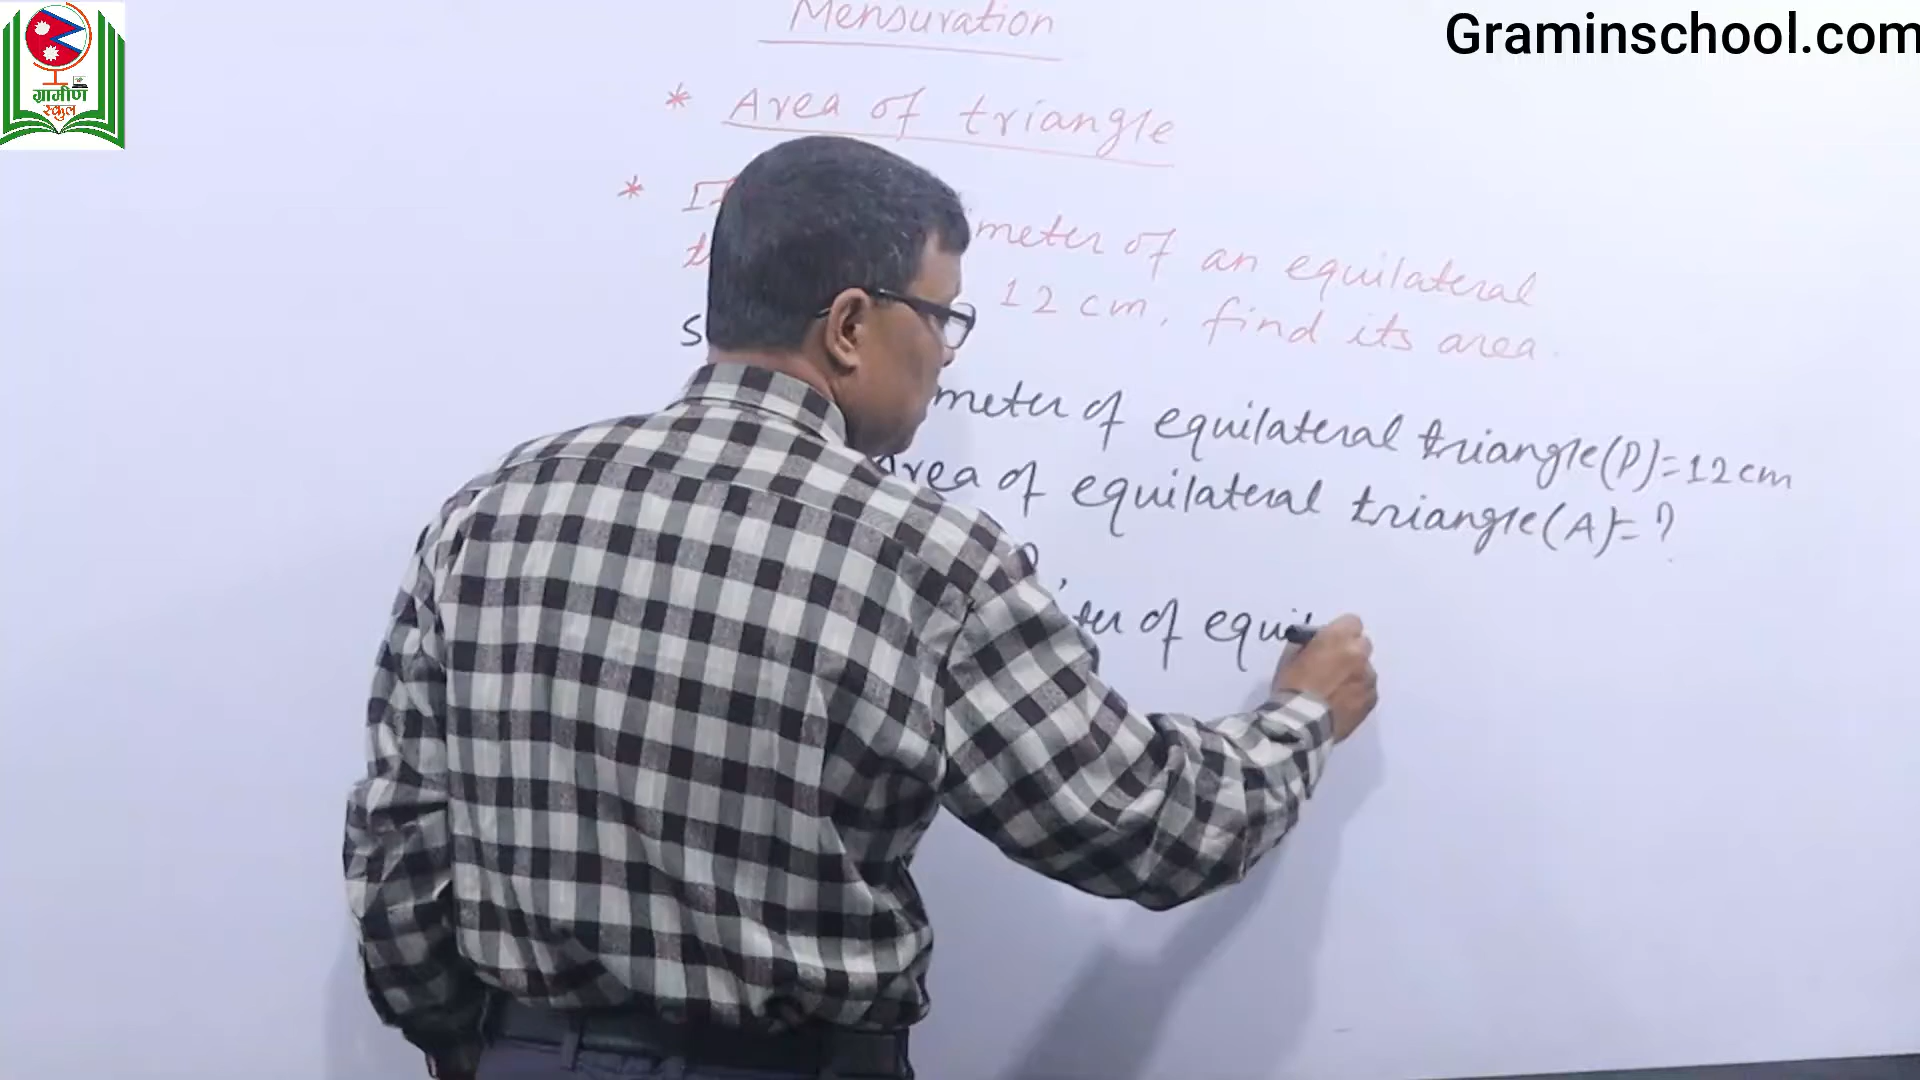 Graminschool.com
ग्रामीण
स्कुल
Mensuration
* Area of triangle
* meter of an equilateral
12 cm, find its area.
meter of equilateral triangle(P)=12cm
Area of equilateral triangle(A)=?
ter of equi